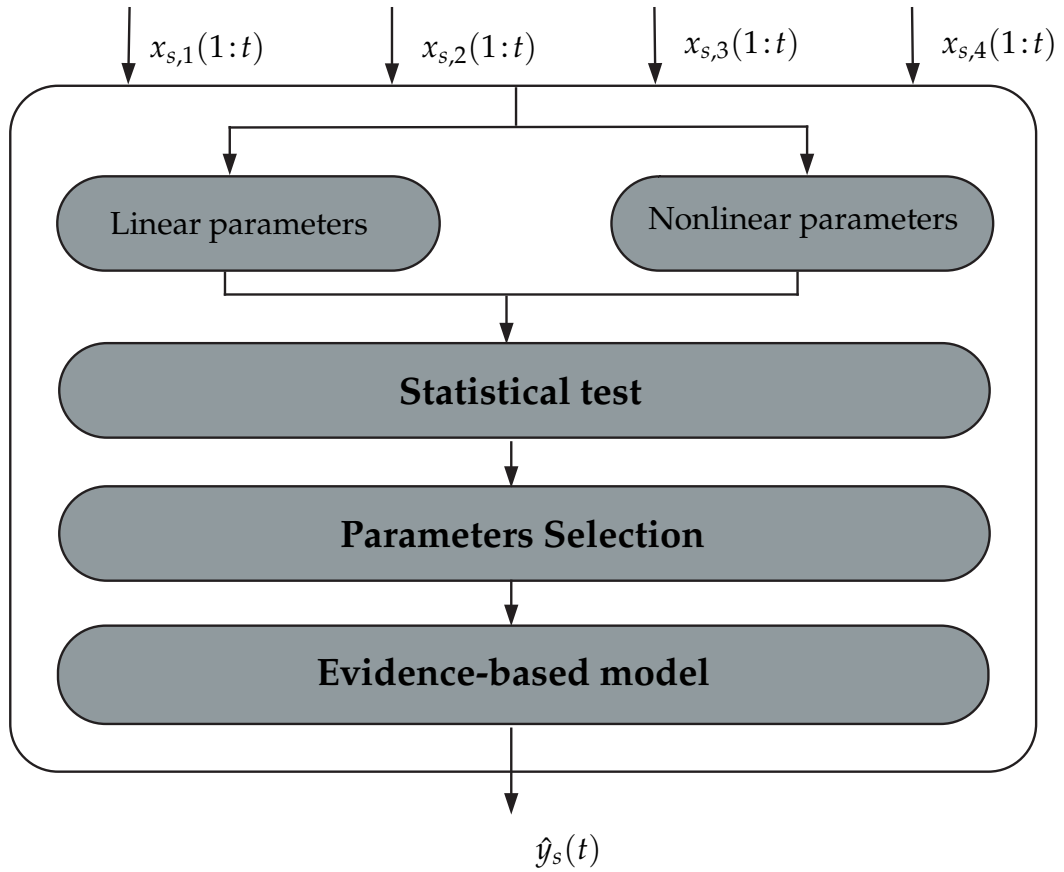 x_{s,1}(1:t)
x_{s,2}(1:t)
x_{s,3}(1:t)
x_{s,4}(1:t)
Linear parameters
Nonlinear parameters
Statistical test
Parameters Selection
Evidence-based model
ŷ_s(t)